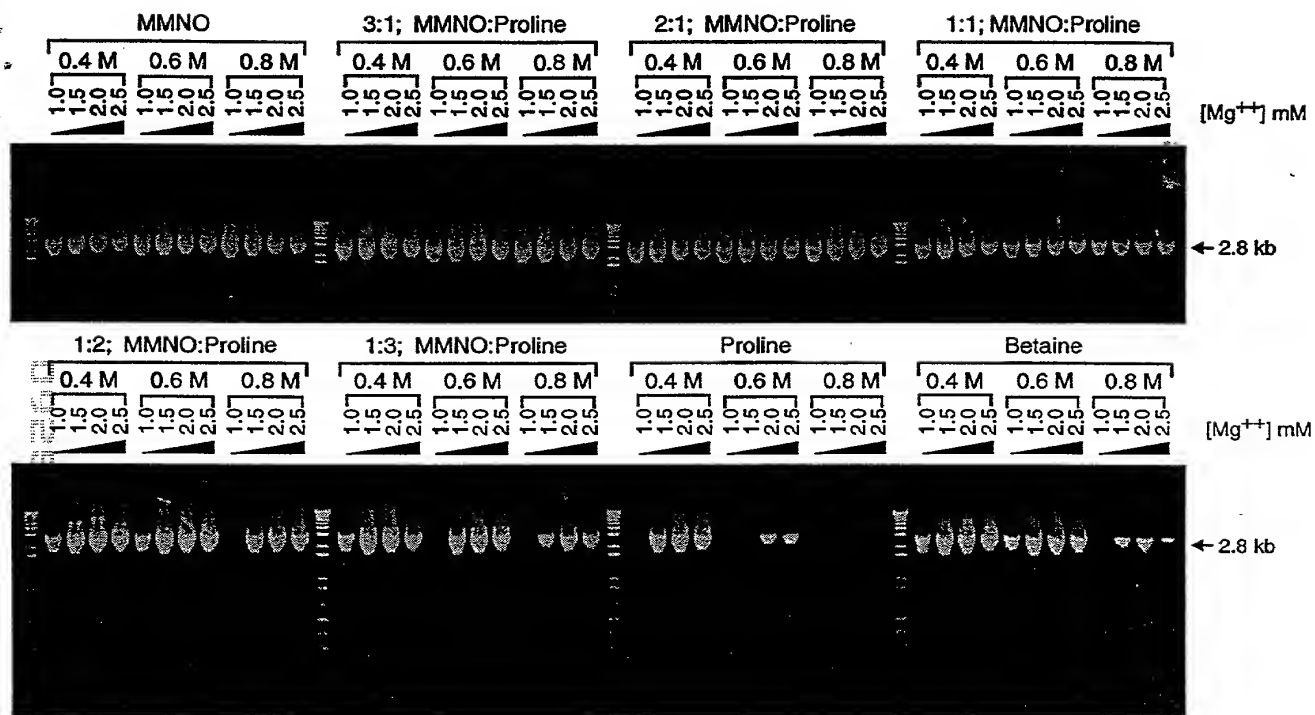 MMNO 3:1; MMNO:Proline 2:1; MMNO:Proline 1:1; MMNO:Proline
0.4 M 0.6 M 0.8 M 0.4 M 0.6 M 0.8 M 0.4 M 0.6 M 0.8 M 0.4 M 0.6 M 0.8 M
1.0 1.5 2.0 2.5 1.0 1.5 2.0 2.5 1.0 1.5 2.0 2.5 1.0 1.5 2.0 2.5 1.0 1.5 2.0 2.5 1.0 1.5 2.0 2.5 1.0 1.5 2.0 2.5 1.0 1.5 2.0 2.5 1.0 1.5 2.0 2.5 1.0 1.5 2.0 2.5 1.0 1.5 2.0 2.5 1.0 1.5 2.0 2.5 [Mg++] mM
← 2.8 kb
1:2; MMNO:Proline 1:3; MMNO:Proline Proline Betaine
0.4 M 0.6 M 0.8 M 0.4 M 0.6 M 0.8 M 0.4 M 0.6 M 0.8 M 0.4 M 0.6 M 0.8 M
1.0 1.5 2.0 2.5 1.0 1.5 2.0 2.5 1.0 1.5 2.0 2.5 1.0 1.5 2.0 2.5 1.0 1.5 2.0 2.5 1.0 1.5 2.0 2.5 1.0 1.5 2.0 2.5 1.0 1.5 2.0 2.5 1.0 1.5 2.0 2.5 1.0 1.5 2.0 2.5 1.0 1.5 2.0 2.5 1.0 1.5 2.0 2.5 [Mg++] mM
← 2.8 kb